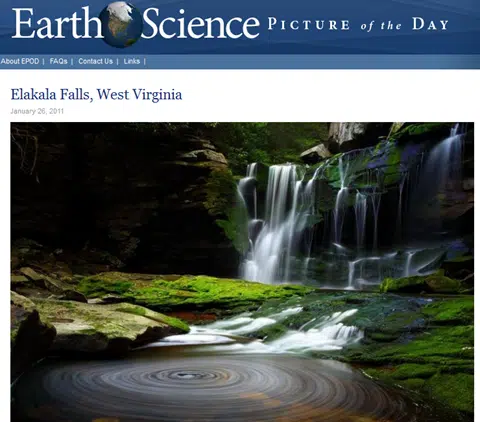 Earth Science Picture of the Day
About EPOD | FAQs | Contact Us | Links |
Elakala Falls, West Virginia
January 26, 2011